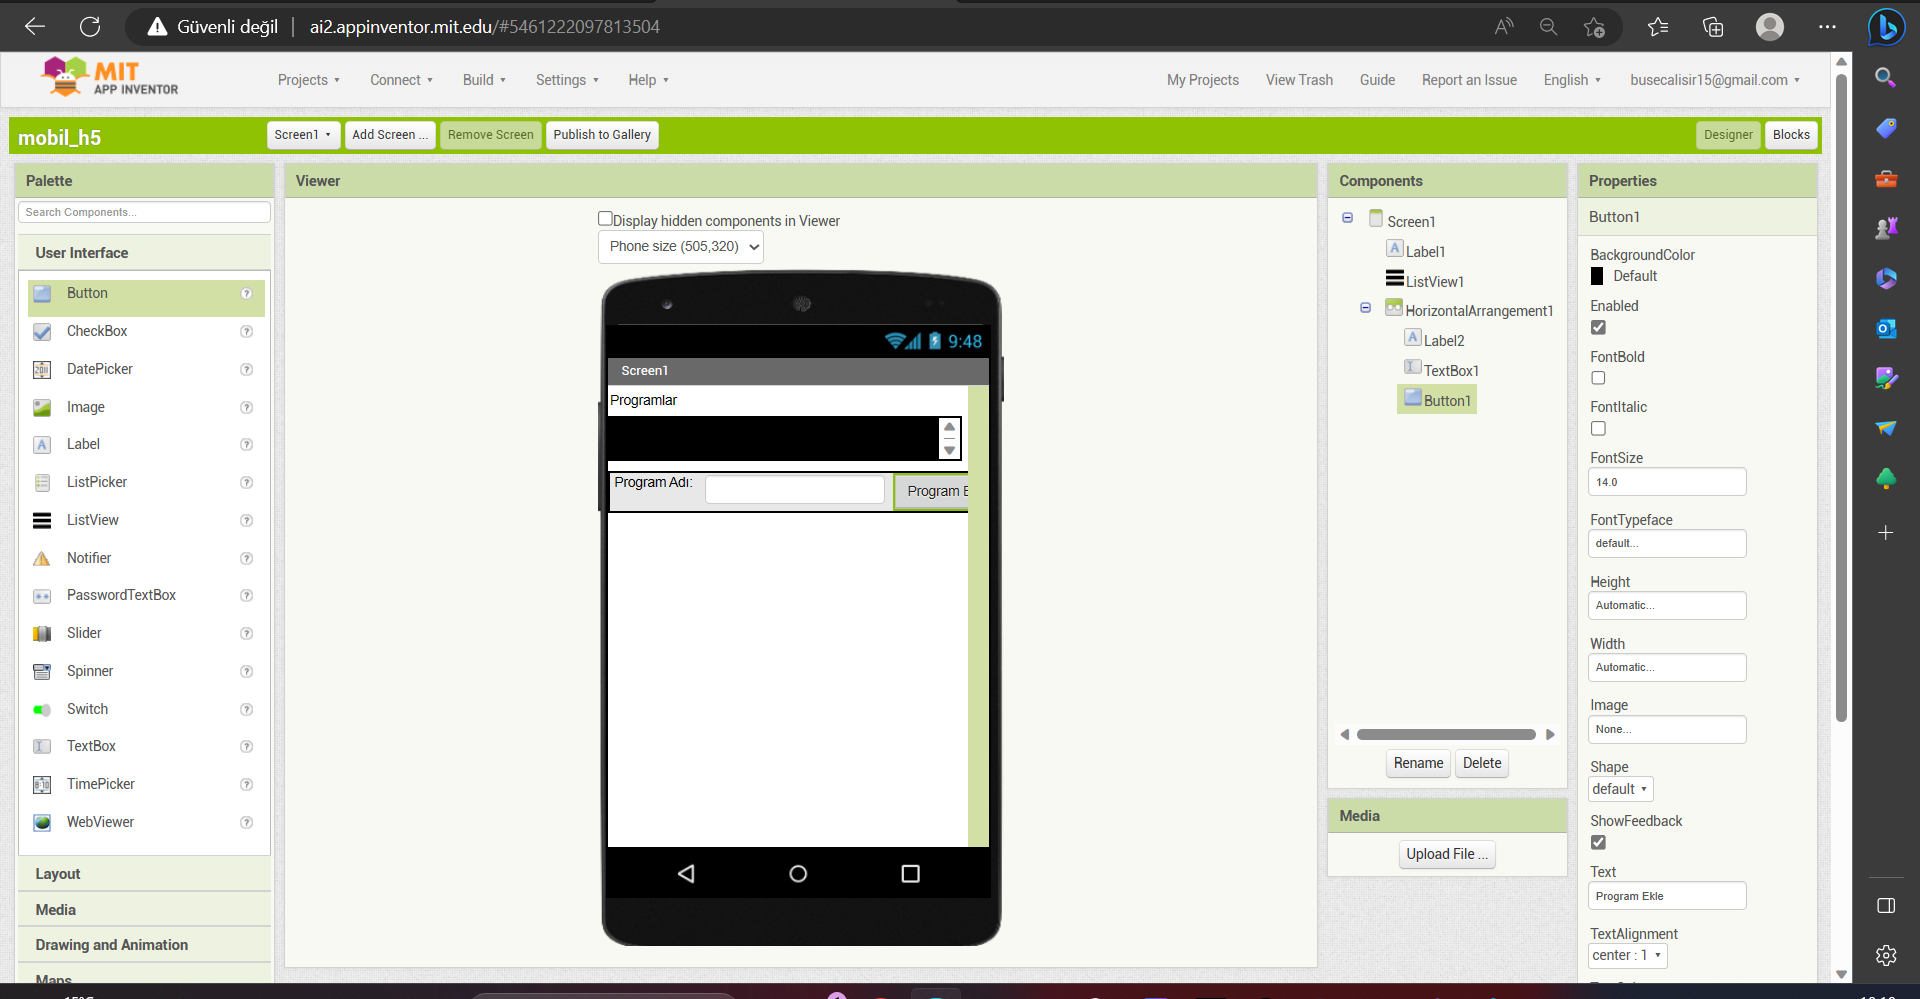 Güvenli değil
ai2.appinventor.mit.edu/#5461222097813504
MIT
APP INVENTOR
Projects
Connect
Build
Settings
Help
My Projects
View Trash
Guide
Report an Issue
English
busecalisir15@gmail.com
mobil_h5
Screen1
Add Screen ...
Remove Screen
Publish to Gallery
Designer
Blocks
Palette
Search Components...
User Interface
Button
CheckBox
DatePicker
Image
Label
ListPicker
ListView
Notifier
PasswordTextBox
Slider
Spinner
Switch
TextBox
TimePicker
WebViewer
Layout
Media
Drawing and Animation
Maps
Viewer
Display hidden components in Viewer
Phone size (505,320)
9:48
Screen1
Programlar
Program Adı:
Program E
Components
Screen1
Label1
ListView1
HorizontalArrangement1
Label2
TextBox1
Button1
Rename
Delete
Media
Upload File ...
Properties
Button1
BackgroundColor
Default
Enabled
FontBold
FontItalic
FontSize
14.0
FontTypeface
default...
Height
Automatic...
Width
Automatic...
Image
None...
Shape
default
ShowFeedback
Text
Program Ekle
TextAlignment
center : 1